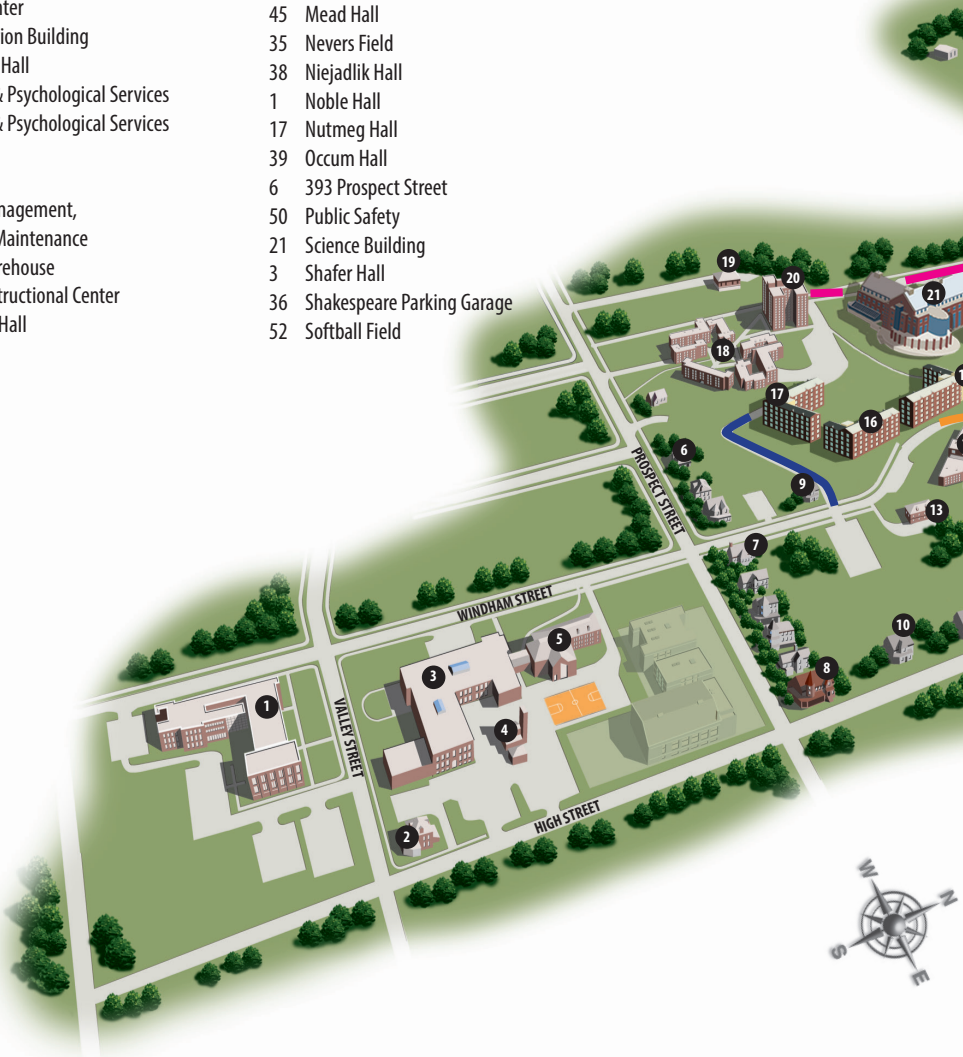 nter
ion Building
Hall
& Psychological Services
& Psychological Services
nagement,
Maintenance
rehouse
tructional Center
Hall
45 Mead Hall
35 Nevers Field
38 Niejadlik Hall
1 Noble Hall
17 Nutmeg Hall
39 Occum Hall
6 393 Prospect Street
50 Public Safety
21 Science Building
3 Shafer Hall
36 Shakespeare Parking Garage
52 Softball Field
19
20
21
18
17
16
1
6
9
13
PROSPECT STREET
7
WINDHAM STREET
5
10
3
8
1
4
VALLEY STREET
2
HIGH STREET
W
N
S
E